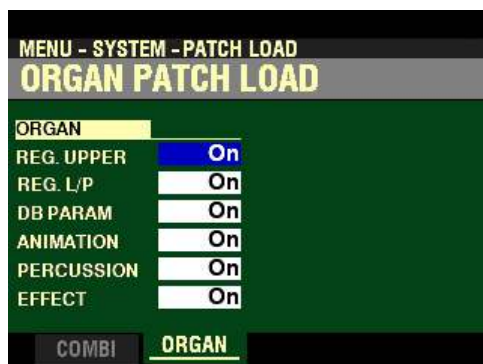 MENU - SYSTEM - PATCH LOAD
ORGAN PATCH LOAD
ORGAN
REG. UPPER On
REG. L/P On
DB PARAM On
ANIMATION On
PERCUSSION On
EFFECT On
COMBI ORGAN